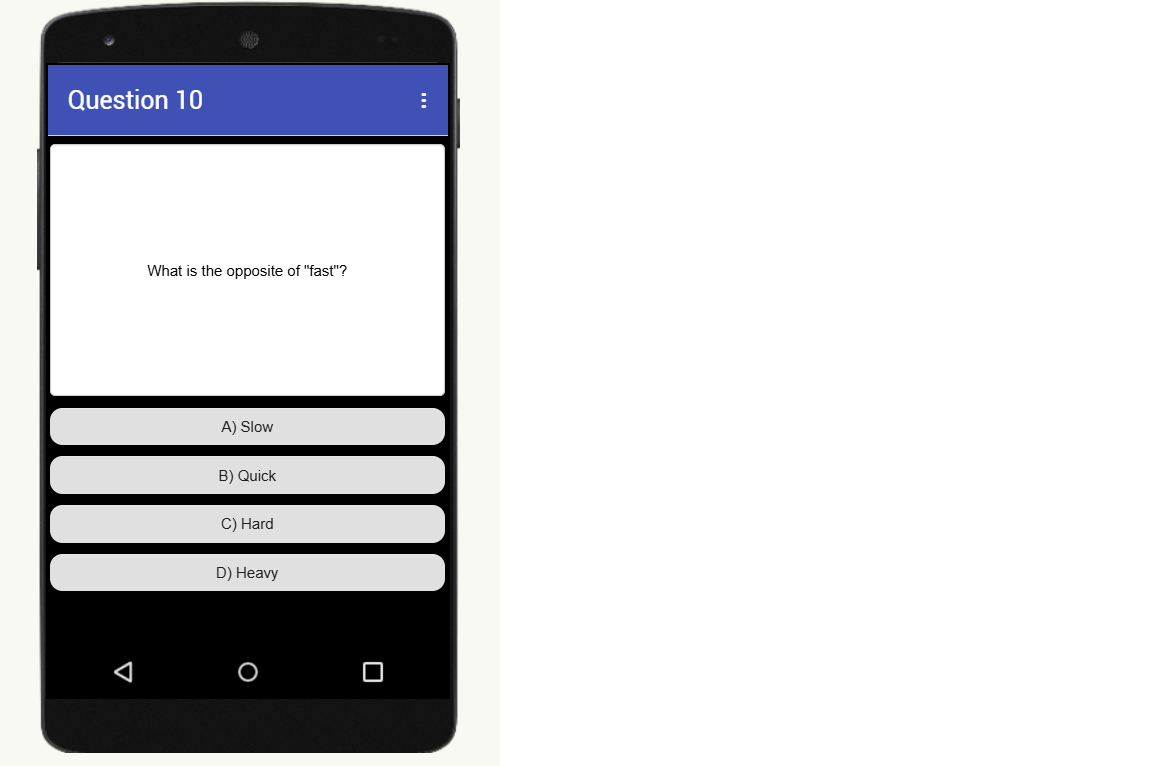 Question 10
What is the opposite of "fast"?
A) Slow
B) Quick
C) Hard
D) Heavy